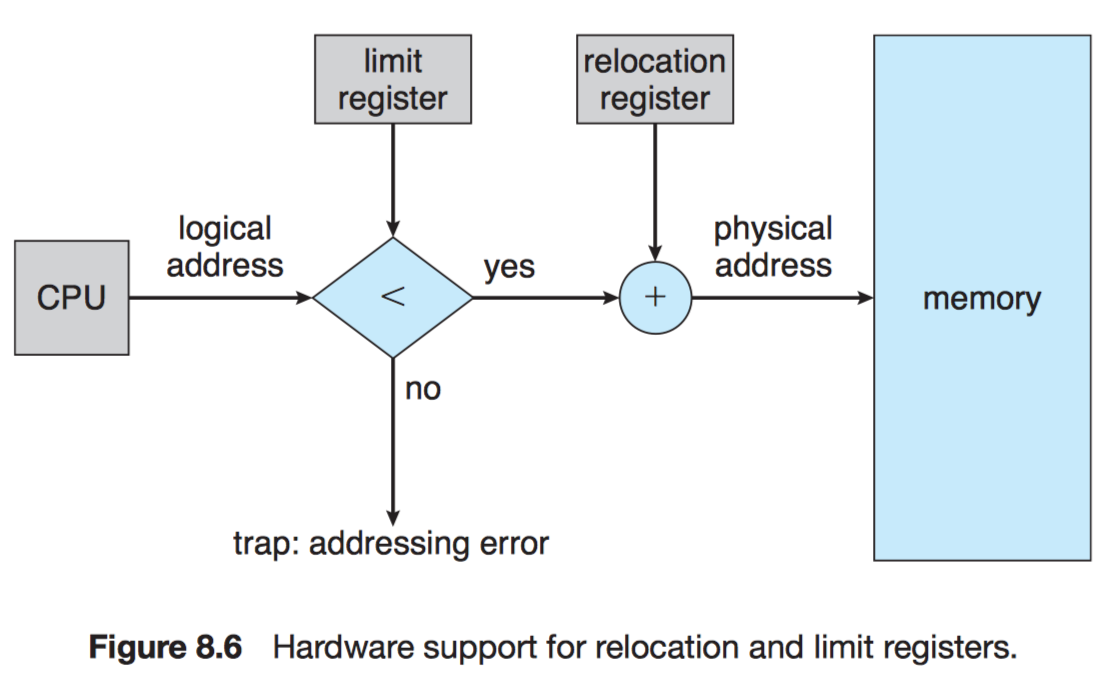 limit
register
relocation
register
logical
address
yes
physical
address
CPU
<
+
memory
no
trap: addressing error
Figure 8.6 Hardware support for relocation and limit registers.